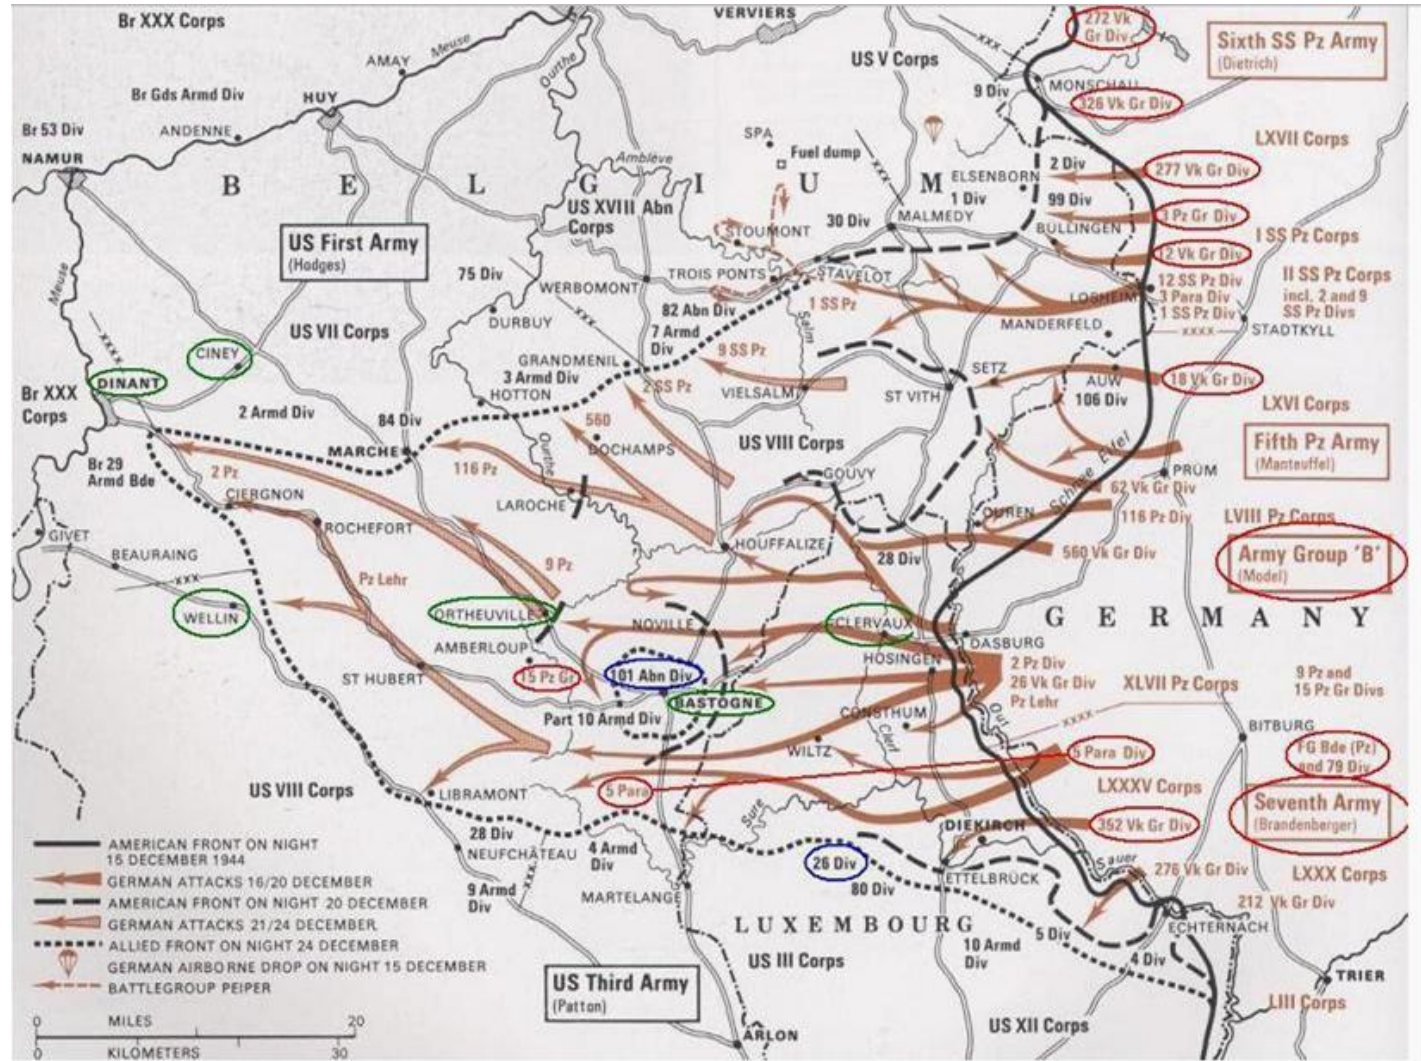 Br XXX Corps
VERVIERS
272 Vk
Gr Div
Sixth SS Pz Army
(Dietrich)
AMAY
Meuse
Ourthe
US V Corps
XXX
MONSCHAU
9 Div
326 Vk Gr Div
Br Gds Armd Div
HUY
Br 53 Div
ANDENNE
NAMUR
SPA
Fuel dump
Amblève
XXX
LXVII Corps
2 Div
ELSENBORN
277 Vk Gr Div
B E L G I U M
1 Div
99 Div
US XVIII Abn
Corps
30 Div
MALMEDY
3 Pz Gr Div
STOUMONT
BULLINGEN
I SS Pz Corps
US First Army
(Hodges)
12 Vk Gr Div
Meuse
75 Div
TROIS PONTS
STAVELOT
12 SS Pz Div
3 Para Div
1 SS Pz Div
II SS Pz Corps
incl. 2 and 9
SS Pz Divs
WERBOMONT
LOSHEIM
1 SS Pz
82 Abn Div
XXX
DURBUY
US VII Corps
7 Armd
Div
Salm
MANDERFELD
XXXX
STADTKYLL
XXXX
CINEY
GRANDMENIL
9 SS Pz
3 Armd Div
SETZ
AUW
18 Vk Gr Div
DINANT
2 SS Pz
VIELSALM
ST VITH
106 Div
Br XXX
Corps
HOTTON
2 Armd Div
84 Div
560
LXVI Corps
DOCHAMPS
US VIII Corps
Fifth Pz Army
(Manteuffel)
MARCHE
Ourthe
Br 29
Armd Bde
2 Pz
116 Pz
GOUVY
Schnee Eifel
PRÜM
62 Vk Gr Div
CIERGNON
LAROCHE
OUREN
116 Pz Div
LVIII Pz Corps
ROCHEFORT
GIVET
HOUFFALIZE
28 Div
560 Vk Gr Div
Army Group 'B'
(Model)
BEAURAING
XXX
Pz Lehr
9 Pz
WELLIN
ORTHEUVILLE
NOVILLE
CLERVAUX
G E R M A N Y
AMBERLOUP
HOSINGEN
DASBURG
15 Pz Gr
101 Abn Div
2 Pz Div
26 Vk Gr Div
Pz Lehr
XLVII Pz Corps
9 Pz and
15 Pz Gr Divs
ST HUBERT
BASTOGNE
Part 10 Armd Div
CONSTHUM
Clerf
Out
XXXX
WILTZ
BITBURG
5 Para Div
FG Bde (Pz)
and 79 Div
US VIII Corps
LIBRAMONT
5 Para
LXXXV Corps
Seventh Army
(Brandenberger)
Sure
DIEKIRCH
352 Vk Gr Div
28 Div
NEUFCHÂTEAU
4 Armd
Div
26 Div
Sauer
ETTELBRÜCK
276 Vk Gr Div
LXXX Corps
9 Armd
Div
XXX
MARTELANGE
80 Div
212 Vk Gr Div
LUXEMBOURG
ECHTERNACH
5 Div
10 Armd
Div
4 Div
US III Corps
US Third Army
(Patton)
TRIER
LIII Corps
US XII Corps
ARLON
AMERICAN FRONT ON NIGHT
15 DECEMBER 1944
GERMAN ATTACKS 16/20 DECEMBER
AMERICAN FRONT ON NIGHT 20 DECEMBER
GERMAN ATTACKS 21/24 DECEMBER
ALLIED FRONT ON NIGHT 24 DECEMBER
GERMAN AIRBORNE DROP ON NIGHT 15 DECEMBER
BATTLEGROUP PEIPER
0 MILES 20
0 KILOMETERS 30